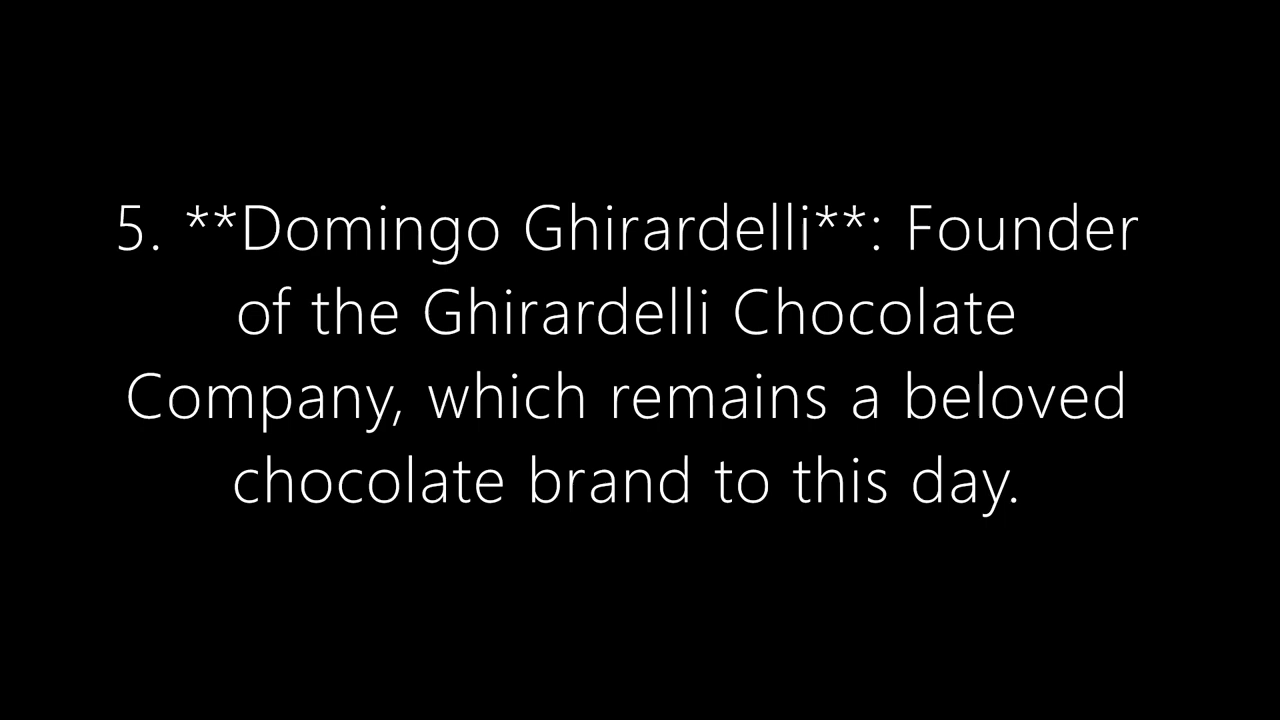 5. **Domingo Ghirardelli**: Founder
of the Ghirardelli Chocolate
Company, which remains a beloved
chocolate brand to this day.